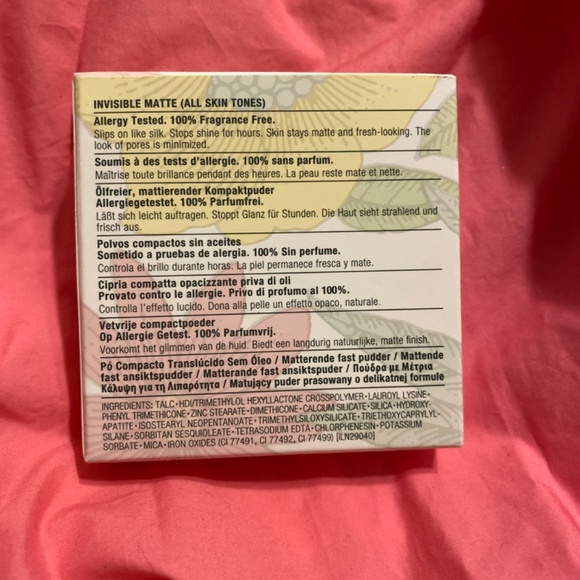 INVISIBLE MATTE (ALL SKIN TONES)
Allergy Tested. 100% Fragrance Free.
Slips on like silk. Stops shine for hours. Skin stays matte and fresh-looking. The
look of pores is minimized.
Soumis à des tests d'allergie. 100% sans parfum.
Maîtrise toute brillance pendant des heures. La peau reste mate et nette.
Ölfreier, mattierender Kompaktpuder
Allergiegetestet. 100% Parfumfrei.
Läßt sich leicht auftragen. Stoppt Glanz für Stunden. Die Haut sieht strahlend und
frisch aus.
Polvos compactos sin aceites
Sometido a pruebas de alergia. 100% Sin perfume.
Controla el brillo durante horas. La piel permanece fresca y mate.
Cipria compatta opacizzante priva di oli
Provato contro le allergie. Privo di profumo al 100%.
Controlla l'effetto lucido. Dona alla pelle un effetto opaco, naturale.
Vetvrije compactpoeder
Op Allergie Getest. 100% Parfumvrij.
Voorkomt het glimmen van de huid. Biedt een langdurig natuurlijke, matte finish.
Pó Compacto Translúcido Sem Óleo / Matterende fast pudder / Mattende
fast ansiktspudder / Matterande fast ansiktspuder / Πούδρα με Μέτρια
Κάλυψη για τη Λιπαρότητα / Matujący puder prasowany o delikatnej formule
INGREDIENTS: TALC • HDI/TRIMETHYLOL HEXYLLACTONE CROSSPOLYMER • LAUROYL LYSINE •
PHENYL TRIMETHICONE • ZINC STEARATE • DIMETHICONE • CALCIUM SILICATE • SILICA • HYDROXY-
APATITE • ISOSTEARYL NEOPENTANOATE • TRIMETHYLSILOXYSILICATE • TRIETHOXYCAPRYLYL-
SILANE • SORBITAN SESQUIOLEATE • TETRASODIUM EDTA • CHLORPHENESIN • POTASSIUM
SORBATE • MICA • IRON OXIDES (CI 77491, CI 77492, CI 77499) [ILN29040]